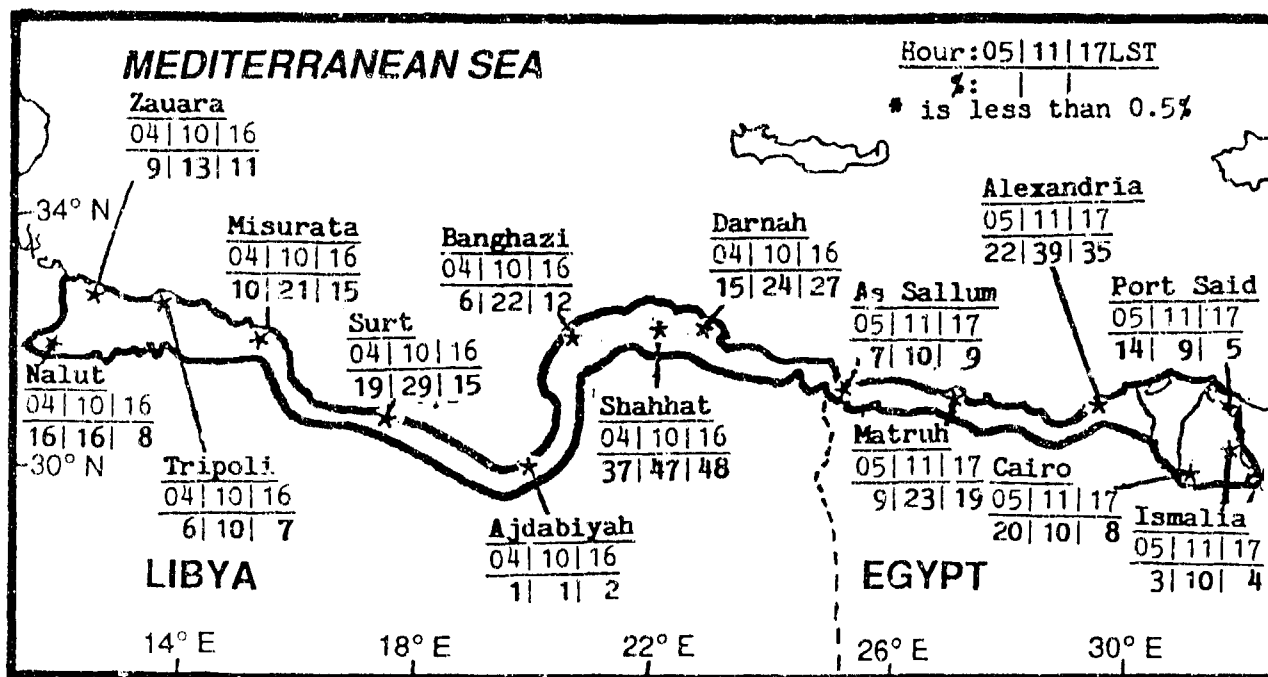 MEDITERRANEAN SEA
Hour:05|11|17LST
%: | |
* is less than 0.5%
Zauara
04|10|16
9|13|11
34° N
Misurata
04|10|16
10|21|15
Banghazi
04|10|16
6|22|12
Darnah
04|10|16
15|24|27
Alexandria
05|11|17
22|39|35
As Sallum
05|11|17
7|10| 9
Port Said
05|11|17
14| 9| 5
Surt
04|10|16
19|29|15
Nalut
04|10|16
16|16| 8
Shahhat
04|10|16
37|47|48
Matruh
05|11|17
9|23|19
30° N
Tripoli
04|10|16
6|10| 7
Cairo
05|11|17
20|10| 8
Ismalia
05|11|17
3|10| 4
Ajdabiyah
04|10|16
1| 1| 2
LIBYA
EGYPT
14° E
18° E
22° E
26° E
30° E